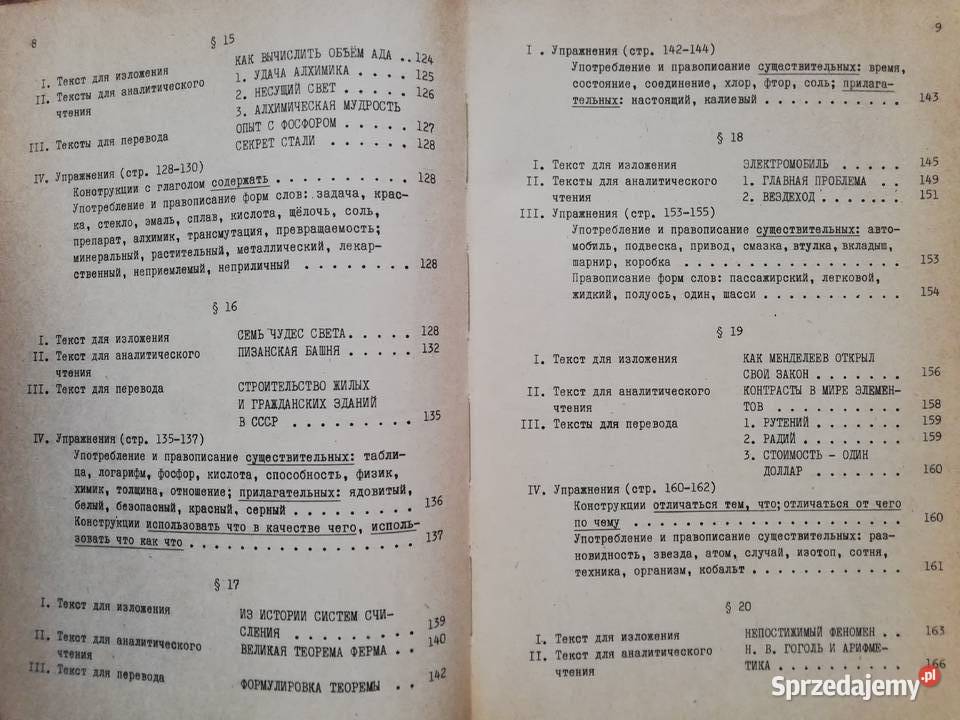 8
§ 15
КАК ВЫЧИСЛИТЬ ОБЪЁМ АДА . . 124
I. Текст для изложения
1. УДАЧА АЛХИМИКА . . . . 125
II. Тексты для аналитического чтения
2. НЕСУЩИЙ СВЕТ . . . . . 126
3. АЛХИМИЧЕСКАЯ МУДРОСТЬ
III. Тексты для перевода
ОПЫТ С ФОСФОРОМ . . . . . 127
СЕКРЕТ СТАЛИ . . . . . . 128
IV. Упражнения (стр. 128-130)
Конструкции с глаголом содержать . . . . . . . . . 128
Употребление и правописание форм слов: задача, крас-
ка, стекло, эмаль, сплав, кислота, щёлочь, соль,
препарат, алхимик, трансмутация, превращаемость;
минеральный, растительный, металлический, лекар-
ственный, неприемлемый, неприличный . . . . . . . . 128
§ 16
I. Текст для изложения СЕМЬ ЧУДЕС СВЕТА . . . . . 128
II. Текст для аналитического ПИЗАНСКАЯ БАШНЯ . . . . . 132
чтения
III. Текст для перевода СТРОИТЕЛЬСТВО ЖИЛЫХ
И ГРАЖДАНСКИХ ЗДАНИЙ
В СССР . . . . . . . . . 135
IV. Упражнения (стр. 135-137)
Употребление и правописание существительных: табли-
ца, логарифм, фосфор, кислота, способность, физик,
химик, толщина, отношение; прилагательных: ядовитый,
белый, безопасный, красный, серный . . . . . . . . . 136
Конструкции использовать что в качестве чего, исполь-
зовать что как что . . . . . . . . . . . . . . . . . 137
§ 17
I. Текст для изложения ИЗ ИСТОРИИ СИСТЕМ СЧИ-
СЛЕНИЯ . . . . . . . . . 139
II. Текст для аналитического ВЕЛИКАЯ ТЕОРЕМА ФЕРМА . . 140
чтения
III. Текст для перевода ФОРМУЛИРОВКА ТЕОРЕМЫ . . 142
9
I . Упражнения (стр. 142-144)
Употребление и правописание существительных: время,
состояние, соединение, хлор, фтор, соль; прилага-
тельных: настоящий, калиевый . . . . . . . . . . . . 143
§ 18
I. Текст для изложения ЭЛЕКТРОМОБИЛЬ . . . . . 145
II. Тексты для аналитического 1. ГЛАВНАЯ ПРОБЛЕМА . . 149
чтения 2. ВЕЗДЕХОД . . . . . . . 151
III. Упражнения (стр. 153-155)
Употребление и правописание существительных: авто-
мобиль, подвеска, привод, смазка, втулка, вкладыш,
шарнир, коробка . . . . . . . . . . . . . . . . . . 153
Правописание форм слов: пассажирский, легковой,
жидкий, полуось, один, шасси . . . . . . . . . . . . 154
§ 19
I. Текст для изложения КАК МЕНДЕЛЕЕВ ОТКРЫЛ
СВОЙ ЗАКОН . . . . . . . 156
II. Текст для аналитического КОНТРАСТЫ В МИРЕ ЭЛЕМЕН-
чтения ТОВ . . . . . . . . . . 158
III. Тексты для перевода 1. РУТЕНИЙ . . . . . . . 159
2. РАДИЙ . . . . . . . . 159
3. СТОИМОСТЬ - ОДИН
ДОЛЛАР . . . . . . . 160
IV. Упражнения (стр. 160-162)
Конструкции отличаться тем, что; отличаться от чего
по чему . . . . . . . . . . . . . . . . . . . . . . 160
Употребление и правописание существительных: раз-
новидность, звезда, атом, случай, изотоп, сотня,
техника, организм, кобальт . . . . . . . . . . . . . 161
§ 20
I. Текст для изложения НЕПОСТИЖИМЫЙ ФЕНОМЕН . . 163
II. Текст для аналитического Н. В. ГОГОЛЬ И АРИФМЕ-
чтения ТИКА . . . . . . . . . . 166
Sprzedajemy.pl